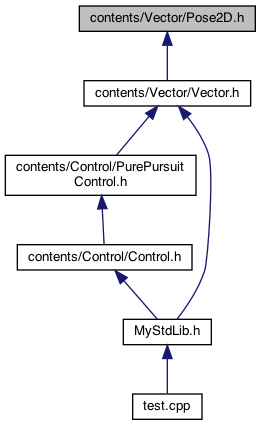 contents/Vector/Pose2D.h
contents/Vector/Vector.h
contents/Control/PurePursuit
Control.h
contents/Control/Control.h
MyStdLib.h
test.cpp